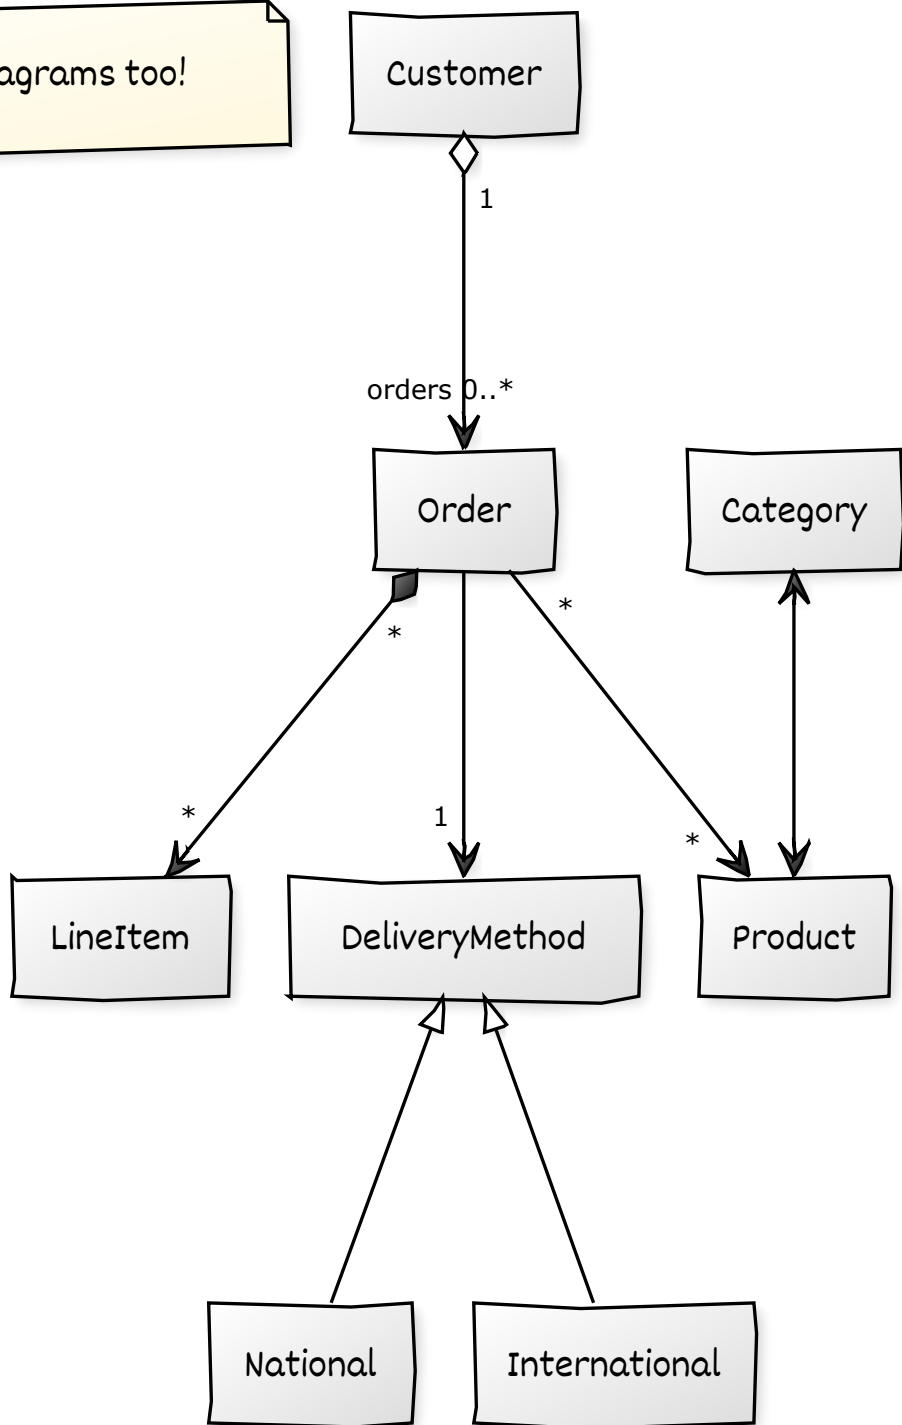 agrams too!
Customer
1
orders 0..*
Order
Category
*
*
*
1
*
LineItem
DeliveryMethod
Product
National
International